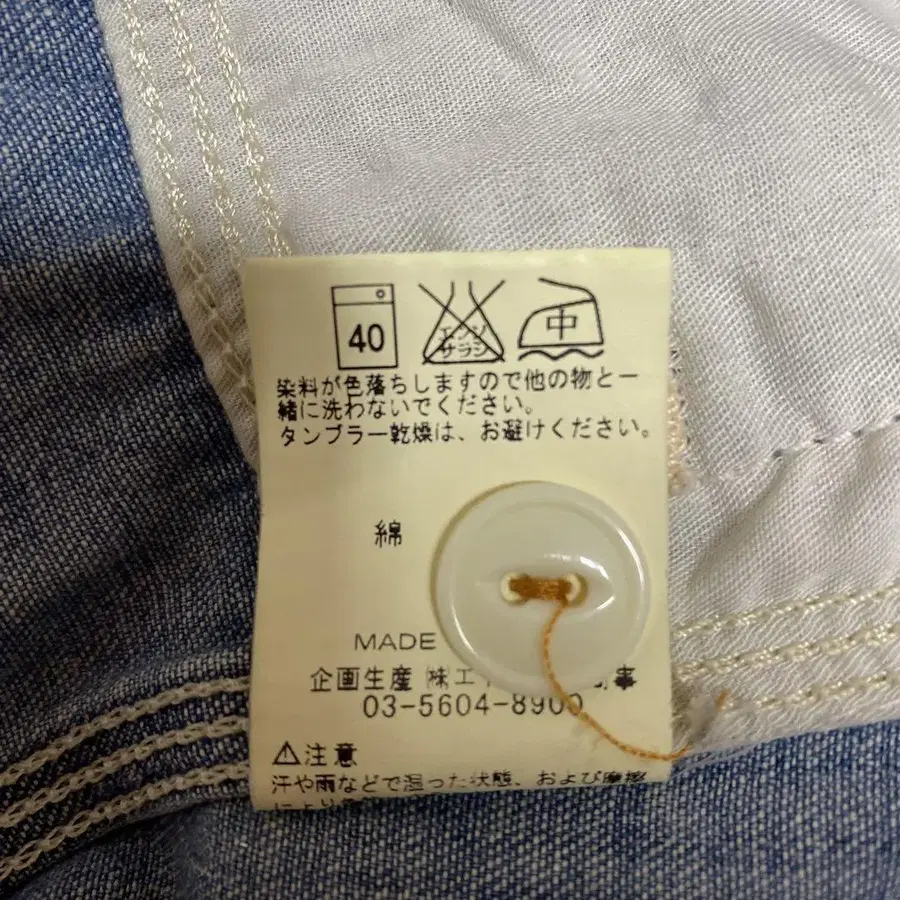 40
エンソ
サラシ
中
染料が色落ちしますので他の物と一
緒に洗わないでください。
タンブラー乾燥は、お避けください。
綿
MADE
企画生産 ㈱エ
03-5604-8900
⚠注意
汗や雨などで湿った状態、および摩擦
により